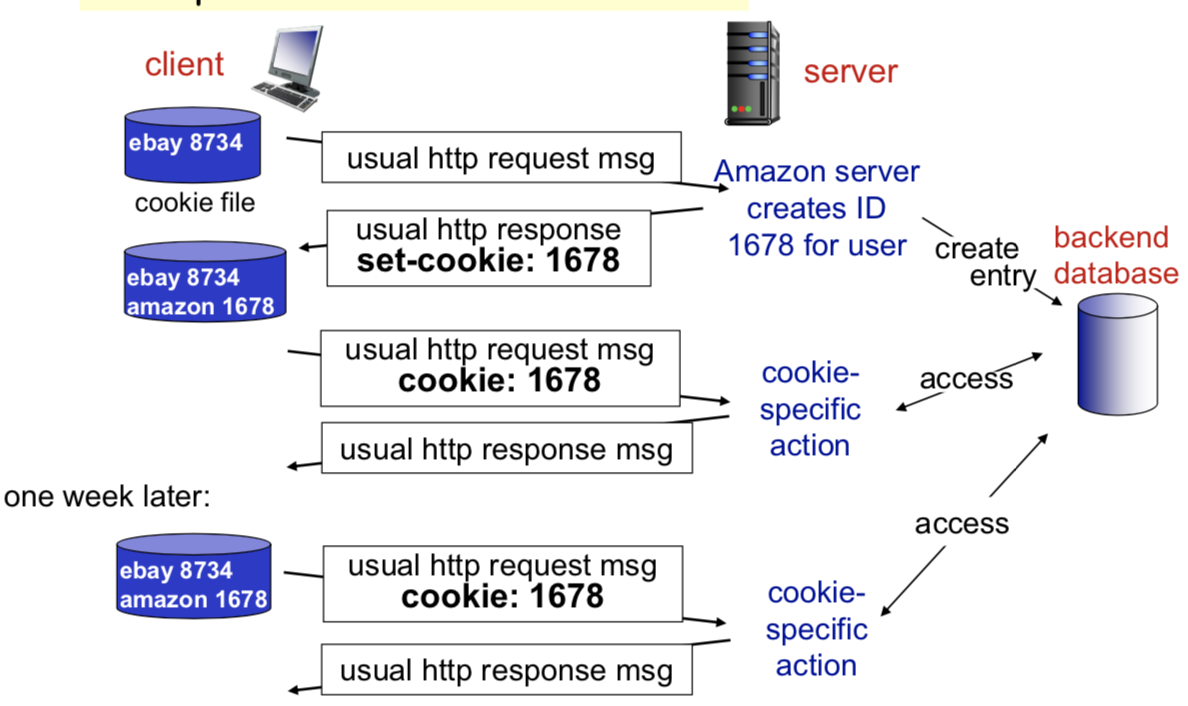 client
server
ebay 8734
cookie file
usual http request msg
Amazon server
creates ID
1678 for user
usual http response
set-cookie: 1678
ebay 8734
amazon 1678
create
entry
backend
database
usual http request msg
cookie: 1678
cookie-
specific
action
access
usual http response msg
one week later:
access
ebay 8734
amazon 1678
usual http request msg
cookie: 1678
cookie-
specific
action
usual http response msg